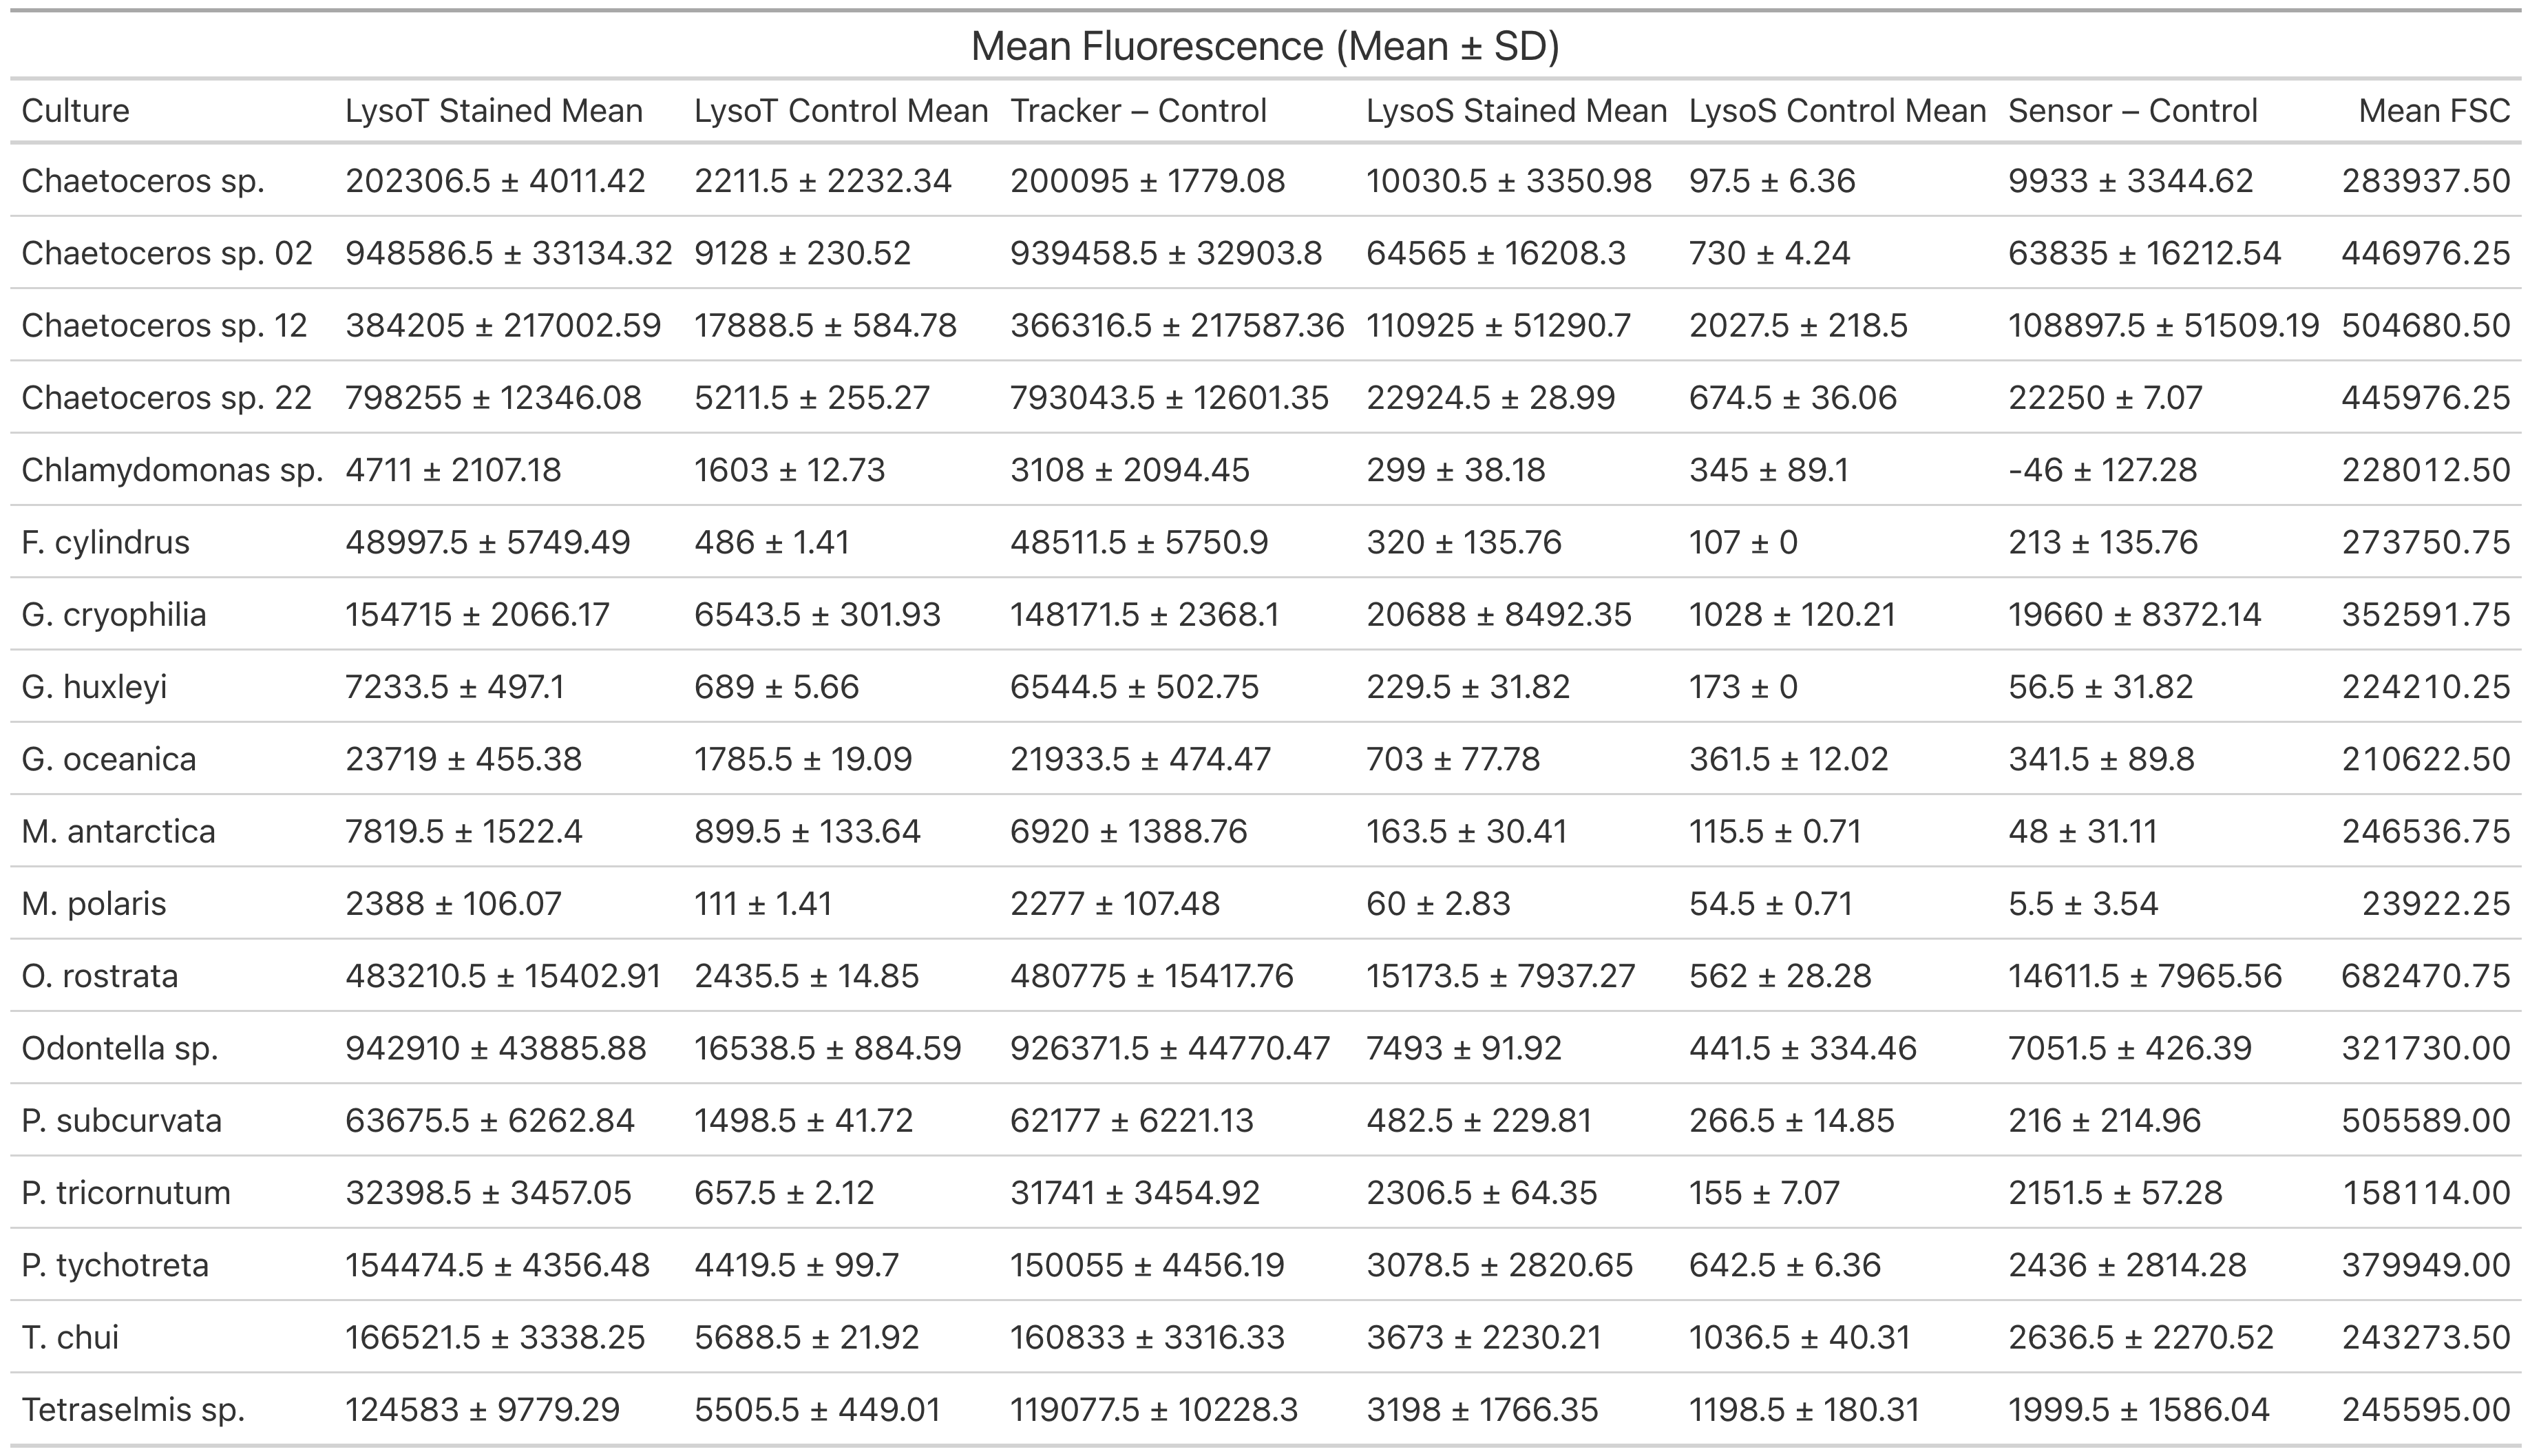 Mean Fluorescence (Mean ± SD)
Culture LysoT Stained Mean LysoT Control Mean Tracker – Control LysoS Stained Mean LysoS Control Mean Sensor – Control Mean FSC
Chaetoceros sp. 202306.5 ± 4011.42 2211.5 ± 2232.34 200095 ± 1779.08 10030.5 ± 3350.98 97.5 ± 6.36 9933 ± 3344.62 283937.50
Chaetoceros sp. 02 948586.5 ± 33134.32 9128 ± 230.52 939458.5 ± 32903.8 64565 ± 16208.3 730 ± 4.24 63835 ± 16212.54 446976.25
Chaetoceros sp. 12 384205 ± 217002.59 17888.5 ± 584.78 366316.5 ± 217587.36 110925 ± 51290.7 2027.5 ± 218.5 108897.5 ± 51509.19 504680.50
Chaetoceros sp. 22 798255 ± 12346.08 5211.5 ± 255.27 793043.5 ± 12601.35 22924.5 ± 28.99 674.5 ± 36.06 22250 ± 7.07 445976.25
Chlamydomonas sp. 4711 ± 2107.18 1603 ± 12.73 3108 ± 2094.45 299 ± 38.18 345 ± 89.1 -46 ± 127.28 228012.50
F. cylindrus 48997.5 ± 5749.49 486 ± 1.41 48511.5 ± 5750.9 320 ± 135.76 107 ± 0 213 ± 135.76 273750.75
G. cryophilia 154715 ± 2066.17 6543.5 ± 301.93 148171.5 ± 2368.1 20688 ± 8492.35 1028 ± 120.21 19660 ± 8372.14 352591.75
G. huxleyi 7233.5 ± 497.1 689 ± 5.66 6544.5 ± 502.75 229.5 ± 31.82 173 ± 0 56.5 ± 31.82 224210.25
G. oceanica 23719 ± 455.38 1785.5 ± 19.09 21933.5 ± 474.47 703 ± 77.78 361.5 ± 12.02 341.5 ± 89.8 210622.50
M. antarctica 7819.5 ± 1522.4 899.5 ± 133.64 6920 ± 1388.76 163.5 ± 30.41 115.5 ± 0.71 48 ± 31.11 246536.75
M. polaris 2388 ± 106.07 111 ± 1.41 2277 ± 107.48 60 ± 2.83 54.5 ± 0.71 5.5 ± 3.54 23922.25
O. rostrata 483210.5 ± 15402.91 2435.5 ± 14.85 480775 ± 15417.76 15173.5 ± 7937.27 562 ± 28.28 14611.5 ± 7965.56 682470.75
Odontella sp. 942910 ± 43885.88 16538.5 ± 884.59 926371.5 ± 44770.47 7493 ± 91.92 441.5 ± 334.46 7051.5 ± 426.39 321730.00
P. subcurvata 63675.5 ± 6262.84 1498.5 ± 41.72 62177 ± 6221.13 482.5 ± 229.81 266.5 ± 14.85 216 ± 214.96 505589.00
P. tricornutum 32398.5 ± 3457.05 657.5 ± 2.12 31741 ± 3454.92 2306.5 ± 64.35 155 ± 7.07 2151.5 ± 57.28 158114.00
P. tychotreta 154474.5 ± 4356.48 4419.5 ± 99.7 150055 ± 4456.19 3078.5 ± 2820.65 642.5 ± 6.36 2436 ± 2814.28 379949.00
T. chui 166521.5 ± 3338.25 5688.5 ± 21.92 160833 ± 3316.33 3673 ± 2230.21 1036.5 ± 40.31 2636.5 ± 2270.52 243273.50
Tetraselmis sp. 124583 ± 9779.29 5505.5 ± 449.01 119077.5 ± 10228.3 3198 ± 1766.35 1198.5 ± 180.31 1999.5 ± 1586.04 245595.00